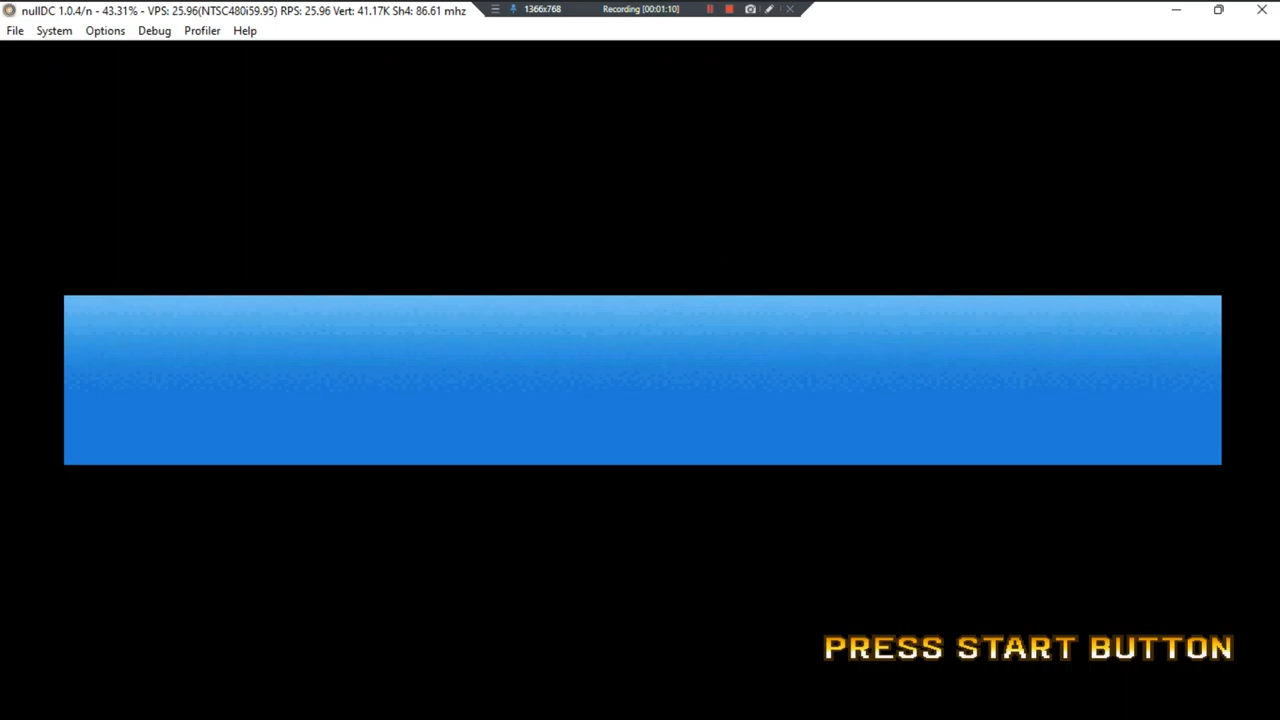 nullDC 1.0.4/n - 43.31% - VPS: 25.96(NTSC480i59.95) RPS: 25.96 Vert: 41.17K Sh4: 86.61 mhz
1366x768
Recording [00:01:10]
File System Options Debug Profiler Help
PRESS START BUTTON